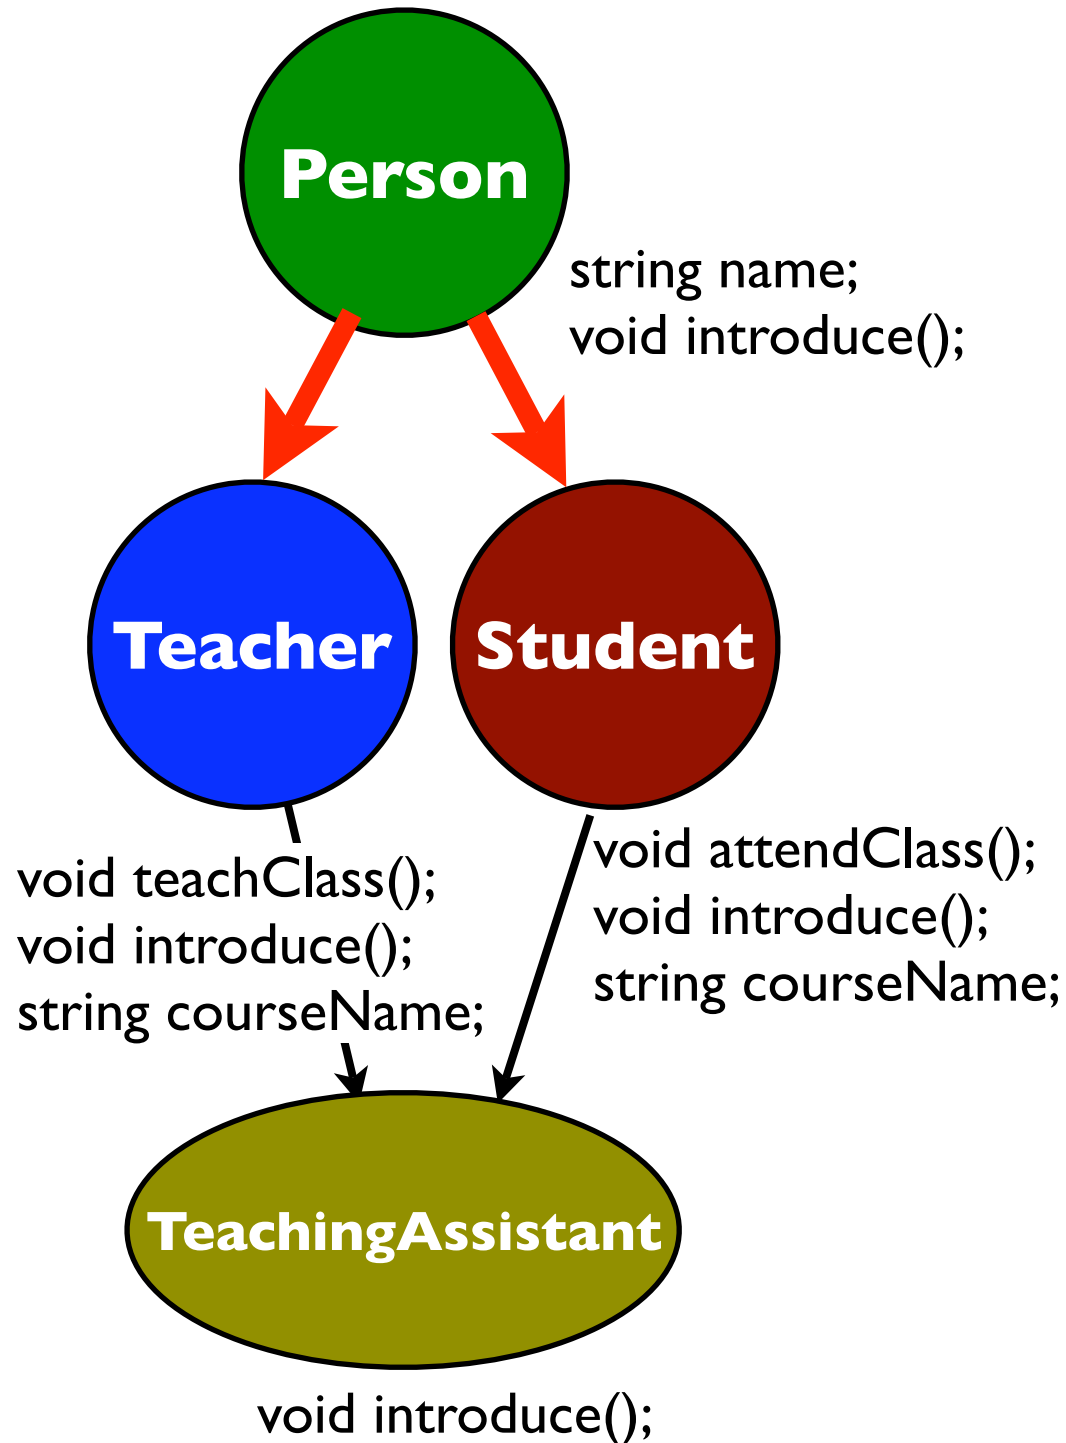 Person
string name;
void introduce();
Teacher
Student
void teachClass();
void introduce();
string courseName;
void attendClass();
void introduce();
string courseName;
TeachingAssistant
void introduce();